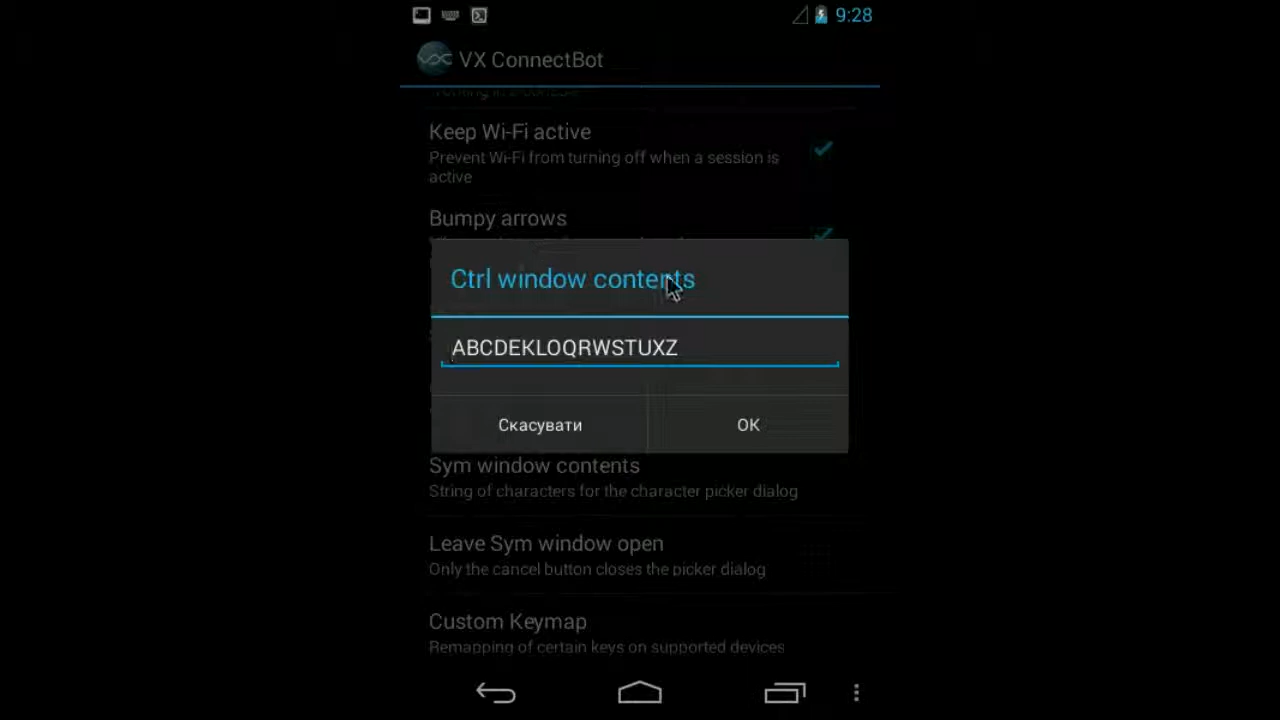 9:28
VX ConnectBot
Keep Wi-Fi active
Prevent Wi-Fi from turning off when a session is
active
Bumpy arrows
Ctrl window contents
ABCDEKLOQRWSTUXZ
Скасувати
OK
Sym window contents
String of characters for the character picker dialog
Leave Sym window open
Only the cancel button closes the picker dialog
Custom Keymap
Remapping of certain keys on supported devices